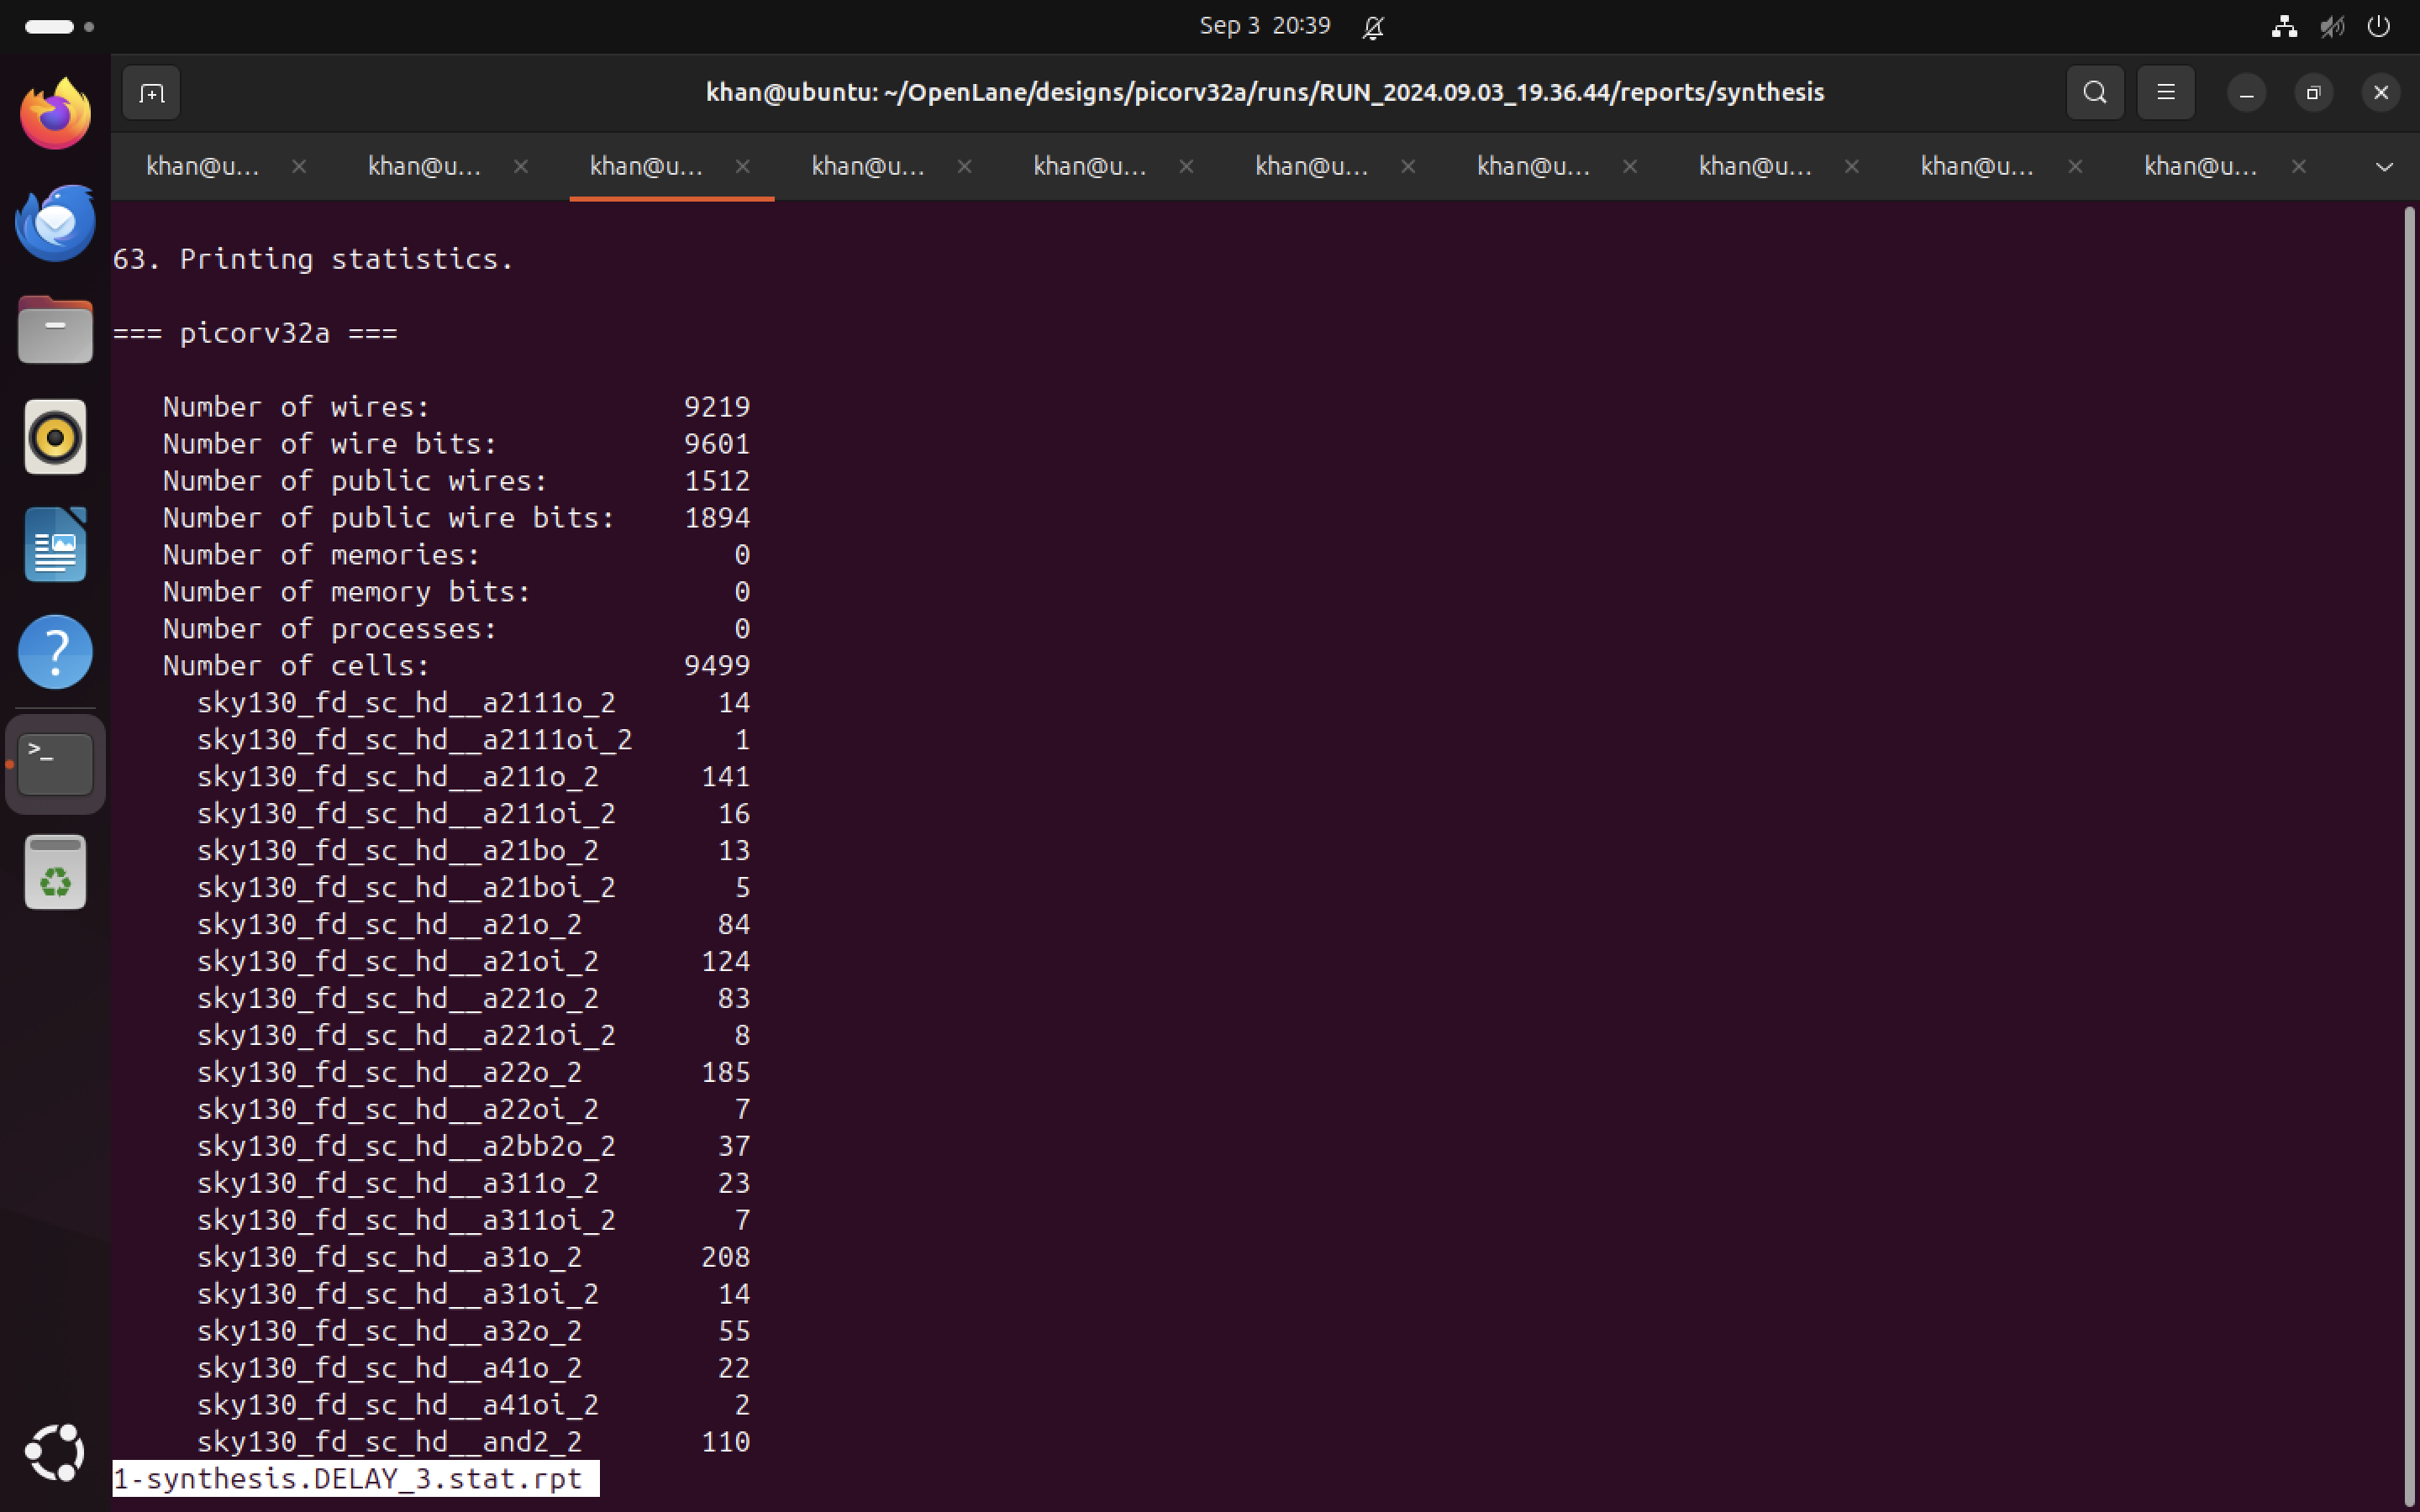 Sep 3 20:39
khan@ubuntu: ~/OpenLane/designs/picorv32a/runs/RUN_2024.09.03_19.36.44/reports/synthesis
khan@u... khan@u... khan@u... khan@u... khan@u... khan@u... khan@u... khan@u... khan@u... khan@u...
63. Printing statistics.
=== picorv32a ===
Number of wires: 9219
Number of wire bits: 9601
Number of public wires: 1512
Number of public wire bits: 1894
Number of memories: 0
Number of memory bits: 0
Number of processes: 0
Number of cells: 9499
sky130_fd_sc_hd__a2111o_2 14
sky130_fd_sc_hd__a2111oi_2 1
sky130_fd_sc_hd__a211o_2 141
sky130_fd_sc_hd__a211oi_2 16
sky130_fd_sc_hd__a21bo_2 13
sky130_fd_sc_hd__a21boi_2 5
sky130_fd_sc_hd__a21o_2 84
sky130_fd_sc_hd__a21oi_2 124
sky130_fd_sc_hd__a221o_2 83
sky130_fd_sc_hd__a221oi_2 8
sky130_fd_sc_hd__a22o_2 185
sky130_fd_sc_hd__a22oi_2 7
sky130_fd_sc_hd__a2bb2o_2 37
sky130_fd_sc_hd__a311o_2 23
sky130_fd_sc_hd__a311oi_2 7
sky130_fd_sc_hd__a31o_2 208
sky130_fd_sc_hd__a31oi_2 14
sky130_fd_sc_hd__a32o_2 55
sky130_fd_sc_hd__a41o_2 22
sky130_fd_sc_hd__a41oi_2 2
sky130_fd_sc_hd__and2_2 110
1-synthesis.DELAY_3.stat.rpt